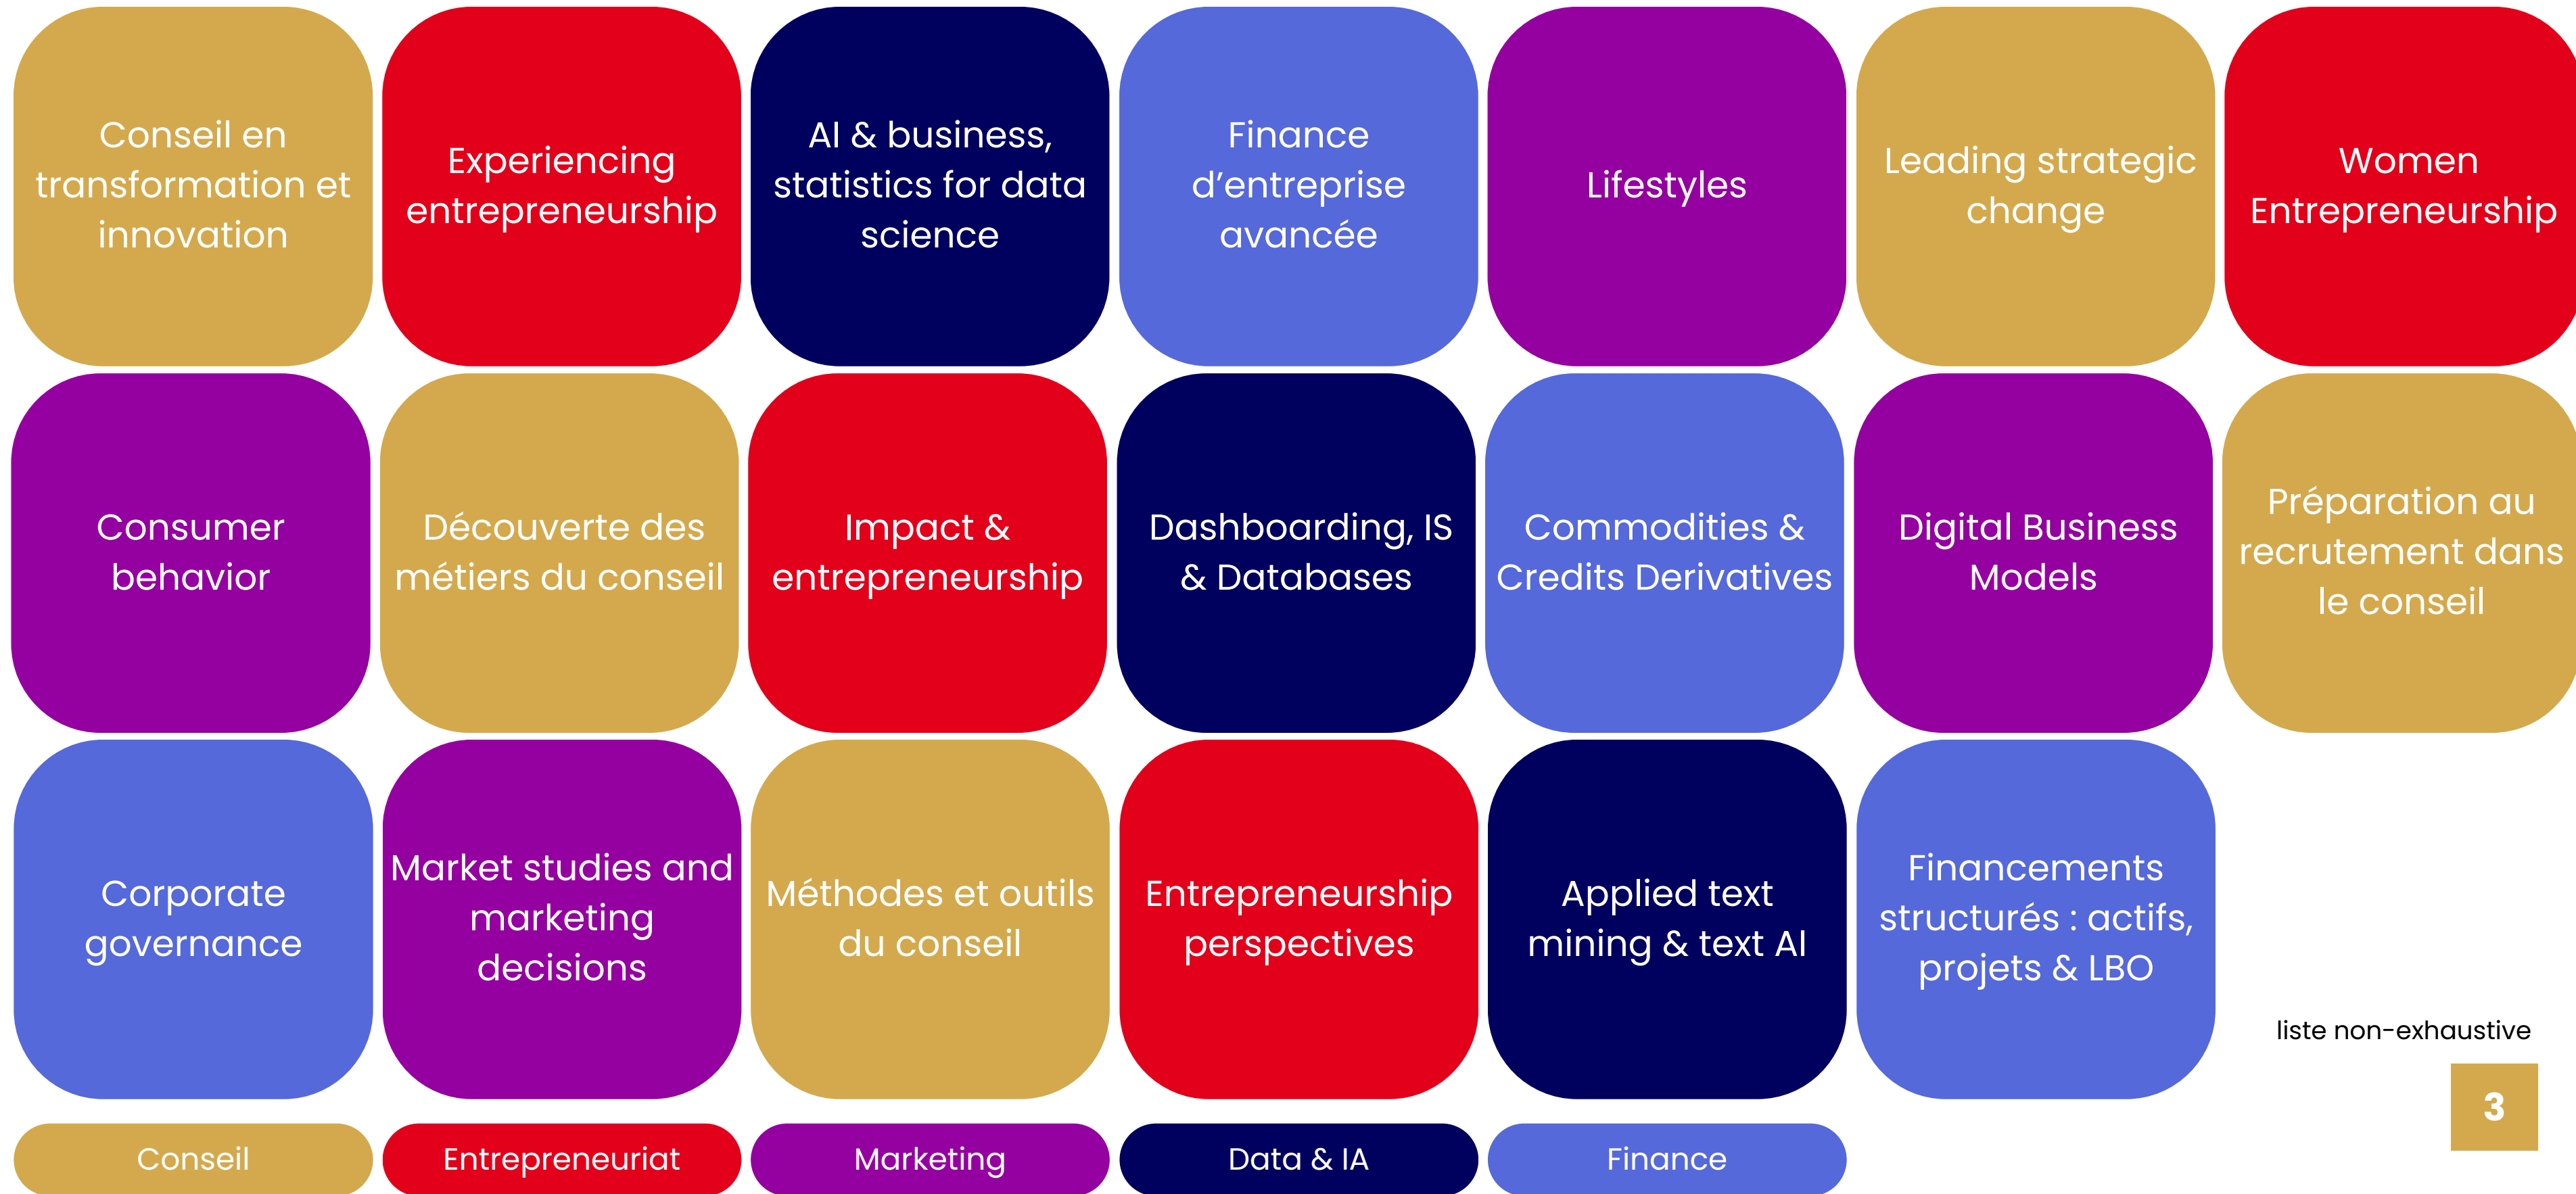 Conseil en
transformation et
innovation
Experiencing
entrepreneurship
AI & business,
statistics for data
science
Finance
d’entreprise
avancée
Lifestyles
Leading strategic
change
Women
Entrepreneurship
Consumer
behavior
Découverte des
métiers du conseil
Impact &
entrepreneurship
Dashboarding, IS
& Databases
Commodities &
Credits Derivatives
Digital Business
Models
Préparation au
recrutement dans
le conseil
Corporate
governance
Market studies and
marketing
decisions
Méthodes et outils
du conseil
Entrepreneurship
perspectives
Applied text
mining & text AI
Financements
structurés : actifs,
projets & LBO
liste non-exhaustive
3
Conseil
Entrepreneuriat
Marketing
Data & IA
Finance